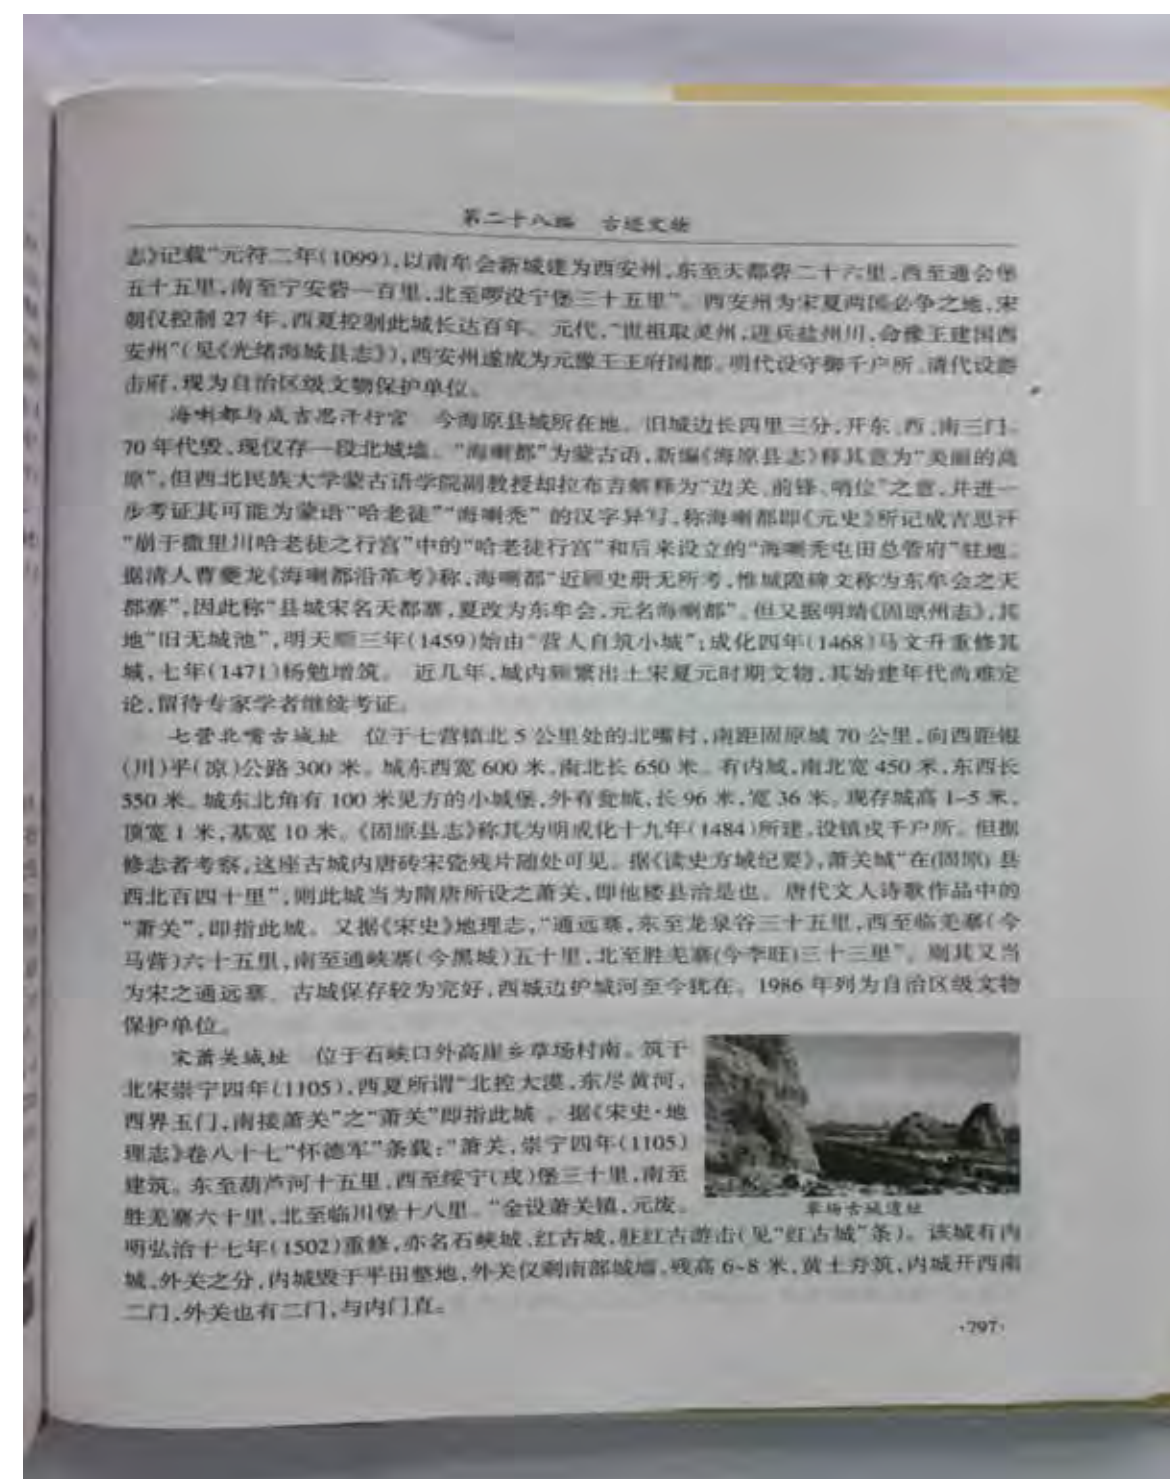 第二十八编 古迹文物
志》记载“元符二年(1099),以南牟会新城建为西安州,东至天都砦二十六里,西至通会堡
五十五里,南至宁安砦一百里,北至啰没宁堡三十五里”。西安州为宋夏两国必争之地,宋
朝仅控制 27 年,西夏控制此城长达百年。元代,“世祖取灵州,进兵盐州川,命豫王建国西
安州”(见《光绪海城县志》),西安州遂成为元豫王王府国都。明代设守御千户所,清代设游
击府,现为自治区级文物保护单位。
海喇都与成吉思汗行宫 今海原县城所在地。旧城边长四里三分,开东、西、南三门。
70 年代毁,现仅存一段北城墙。“海喇都”为蒙古语,新编《海原县志》释其意为“美丽的高
原”,但西北民族大学蒙古语学院副教授却拉布吉解释为“边关、前锋、哨位”之意,并进一
步考证其可能为蒙语“哈老徒”“海喇秃” 的汉字异写,称海喇都即《元史》所记成吉思汗
“崩于撒里川哈老徒之行宫”中的“哈老徒行宫”和后来设立的“海喇秃屯田总管府”驻地。
据清人曹夔龙《海喇都沿革考》称,海喇都“近顾史册无所考,惟城隍碑文称为东牟会之天
都寨”,因此称“县城宋名天都寨,夏改为东牟会,元名海喇都”。但又据明靖《固原州志》,其
地“旧无城池”,明天顺三年(1459)始由“营人自筑小城”;成化四年(1468)马文升重修其
城,七年(1471)杨勉增筑。 近几年,城内频繁出土宋夏元时期文物,其始建年代尚难定
论,留待专家学者继续考证。
七营北嘴古城址 位于七营镇北 5 公里处的北嘴村,南距固原城 70 公里,向西距银
(川)平(凉)公路 300 米。城东西宽 600 米,南北长 650 米。有内城,南北宽 450 米,东西长
550 米。城东北角有 100 米见方的小城堡,外有瓮城,长 96 米,宽 36 米。现存城高 1-5 米,
顶宽 1 米,基宽 10 米。《固原县志》称其为明成化十九年(1484)所建,设镇戍千户所。但据
修志者考察,这座古城内唐砖宋瓷残片随处可见。据《读史方域纪要》,萧关城“在(固原) 县
西北百四十里”,则此城当为隋唐所设之萧关,即他楼县治是也。唐代文人诗歌作品中的
“萧关”,即指此城。又据《宋史》地理志,“通远寨,东至龙泉谷三十五里,西至临羌寨(今
马营)六十五里,南至通峡寨(今黑城)五十里,北至胜羌寨(今李旺)三十三里”。则其又当
为宋之通远寨。古城保存较为完好,西城边护城河至今犹在。1986 年列为自治区级文物
保护单位。
宋萧关城址 位于石峡口外高崖乡草场村南。筑于
北宋崇宁四年(1105),西夏所谓“北控大漠,东尽黄河,
西界玉门,南接萧关”之“萧关”即指此城 。据《宋史·地
理志》卷八十七“怀德军”条载:“萧关,崇宁四年(1105)
建筑。东至葫芦河十五里,西至绥宁(戎)堡三十里,南至
胜羌寨六十里,北至临川堡十八里。”金设萧关镇,元废。
草场古城遗址
明弘治十七年(1502)重修,亦名石峡城、红古城,驻红古游击(见“红古城”条)。该城有内
城、外关之分,内城毁于平田整地,外关仅剩南部城墙,残高 6-8 米,黄土夯筑,内城开西南
二门,外关也有二门,与内门直。
·797·